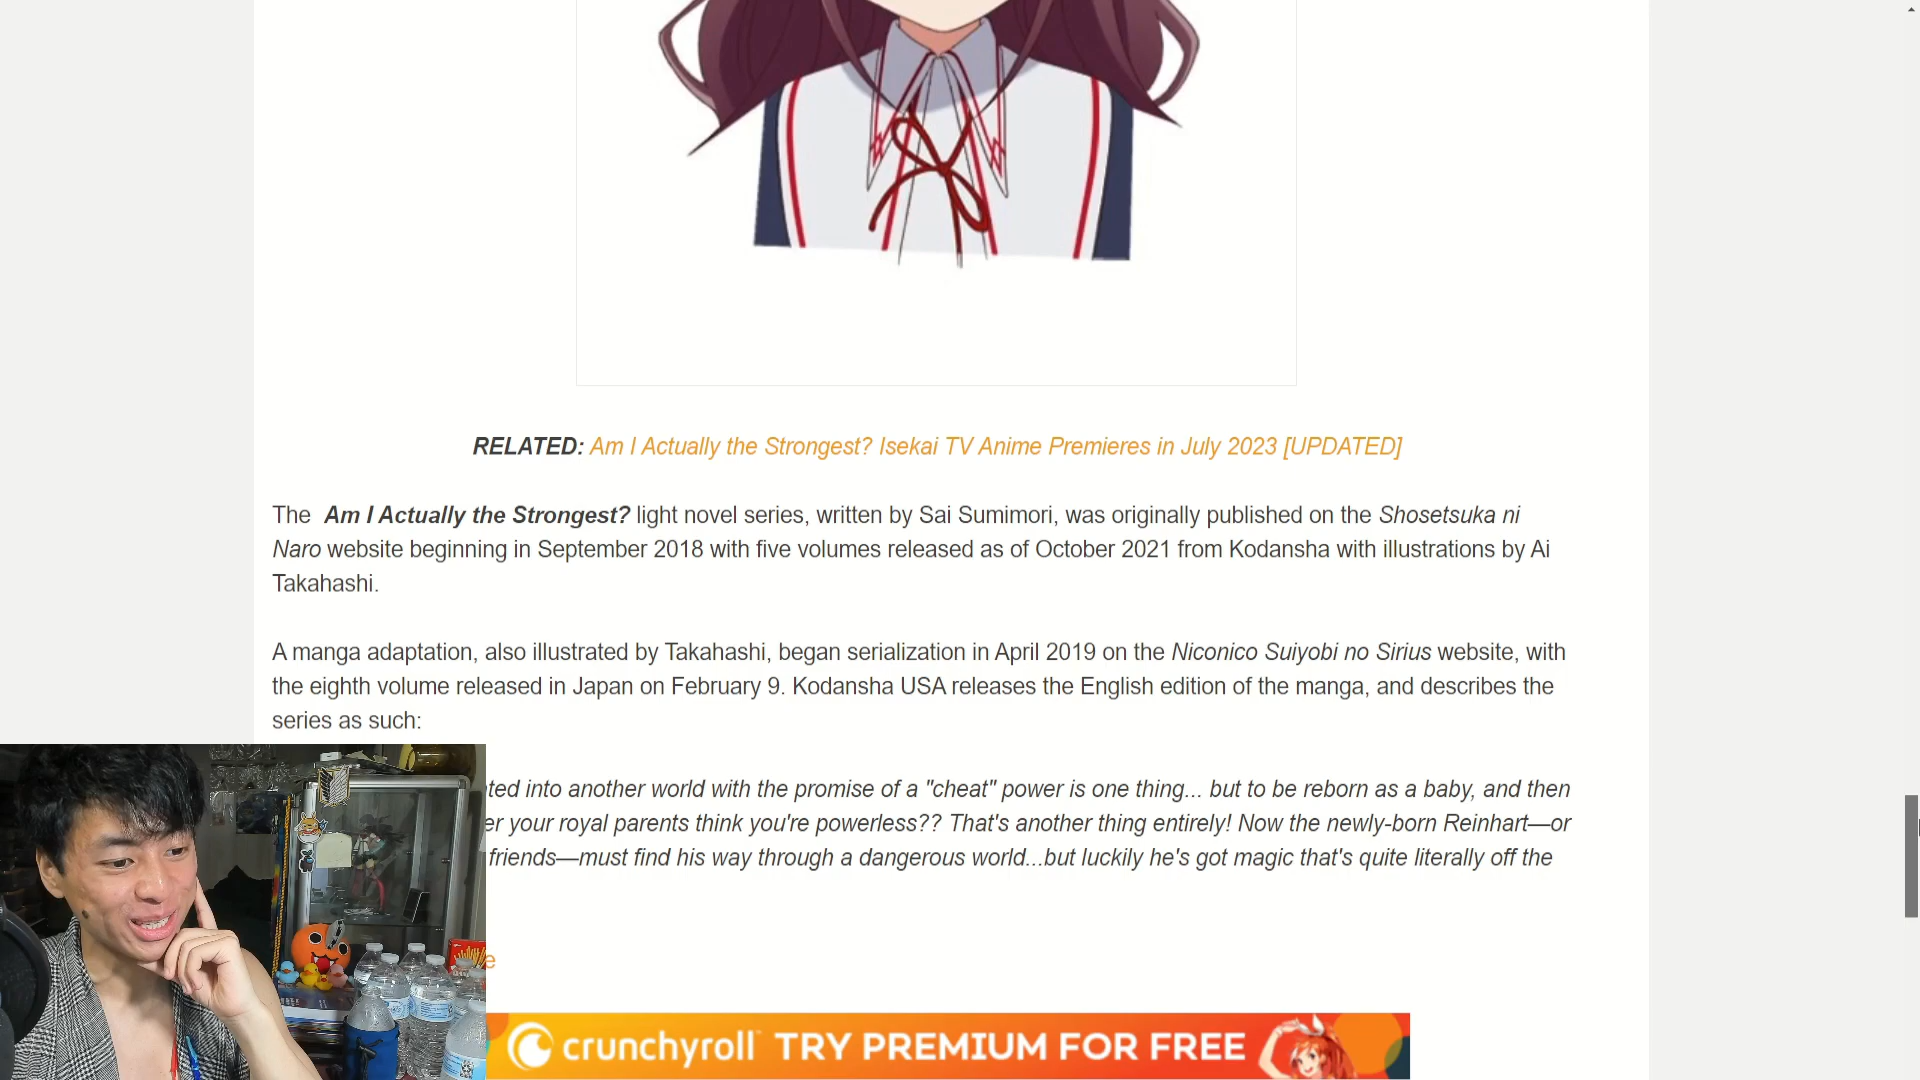 RELATED: Am I Actually the Strongest? Isekai TV Anime Premieres in July 2023 [UPDATED]
The Am I Actually the Strongest? light novel series, written by Sai Sumimori, was originally published on the Shosetsuka ni
Naro website beginning in September 2018 with five volumes released as of October 2021 from Kodansha with illustrations by Ai
Takahashi.
A manga adaptation, also illustrated by Takahashi, began serialization in April 2019 on the Niconico Suiyobi no Sirius website, with
the eighth volume released in Japan on February 9. Kodansha USA releases the English edition of the manga, and describes the
series as such:
ted into another world with the promise of a "cheat" power is one thing... but to be reborn as a baby, and then
er your royal parents think you're powerless?? That's another thing entirely! Now the newly-born Reinhart—or
friends—must find his way through a dangerous world...but luckily he's got magic that's quite literally off the
e
crunchyroll TRY PREMIUM FOR FREE